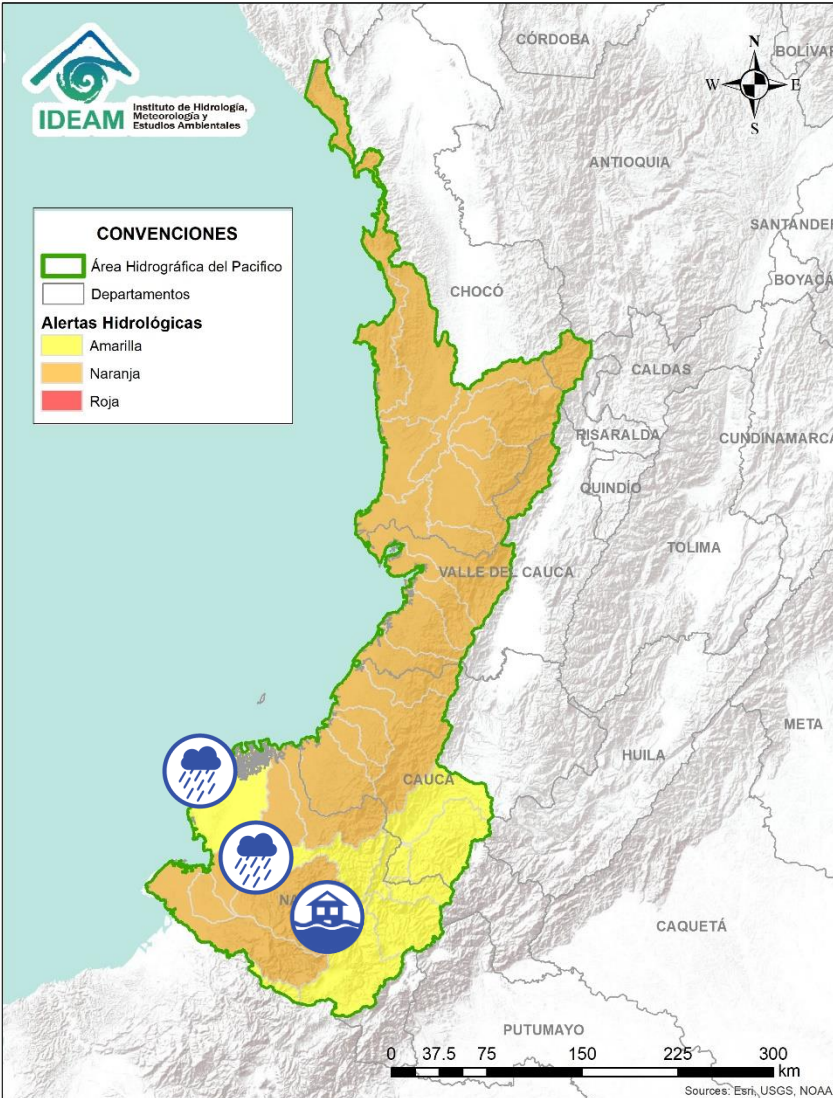 IDEAM
Instituto de Hidrología,
Meteorología y
Estudios Ambientales
N
W
E
S
CÓRDOBA
BOLÍVAR
ANTIOQUIA
SANTANDER
BOYACÁ
CONVENCIONES
Área Hidrográfica del Pacifico
Departamentos
Alertas Hidrológicas
Amarilla
Naranja
Roja
CHOCÓ
CALDAS
RISARALDA
CUNDINAMARCA
QUINDÍO
TOLIMA
VALLE DEL CAUCA
META
HUILA
CAUCA
NA
CAQUETÁ
PUTUMAYO
0 37.5 75 150 225 300
km
Sources: Esri, USGS, NOAA